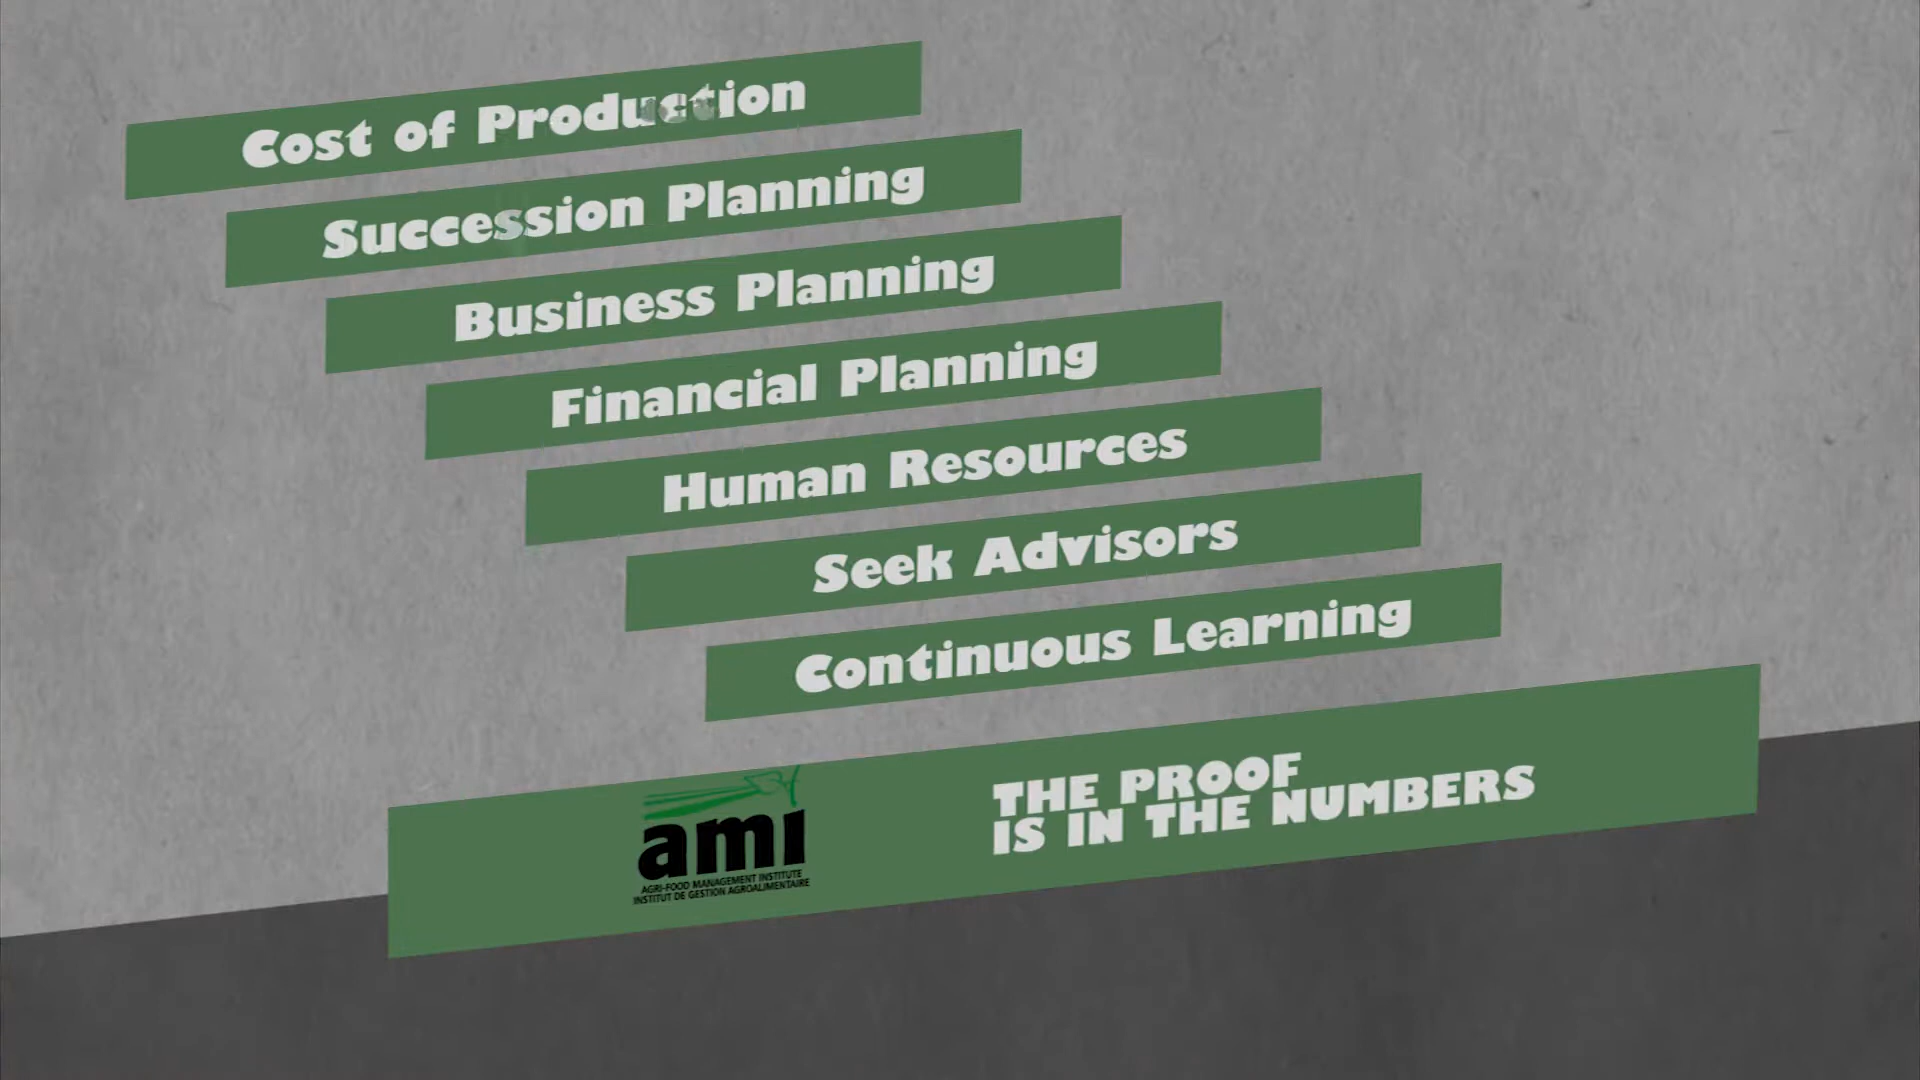 Cost of Production
Succession Planning
Business Planning
Financial Planning
Human Resources
Seek Advisors
Continuous Learning
ami
AGRI-FOOD MANAGEMENT INSTITUTE
INSTITUT DE GESTION AGROALIMENTAIRE
THE PROOF
IS IN THE NUMBERS